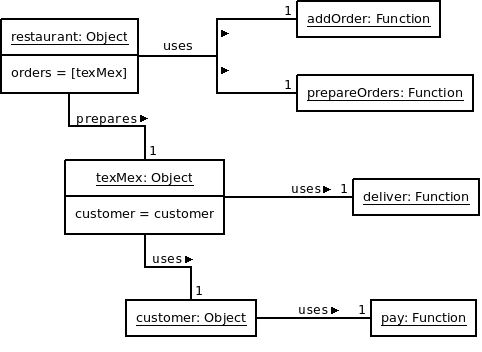 1
addOrder: Function
restaurant: Object
uses
orders = [texMex]
1
prepareOrders: Function
prepares
1
texMex: Object
uses 1
deliver: Function
customer = customer
uses
1
customer: Object
uses 1
pay: Function